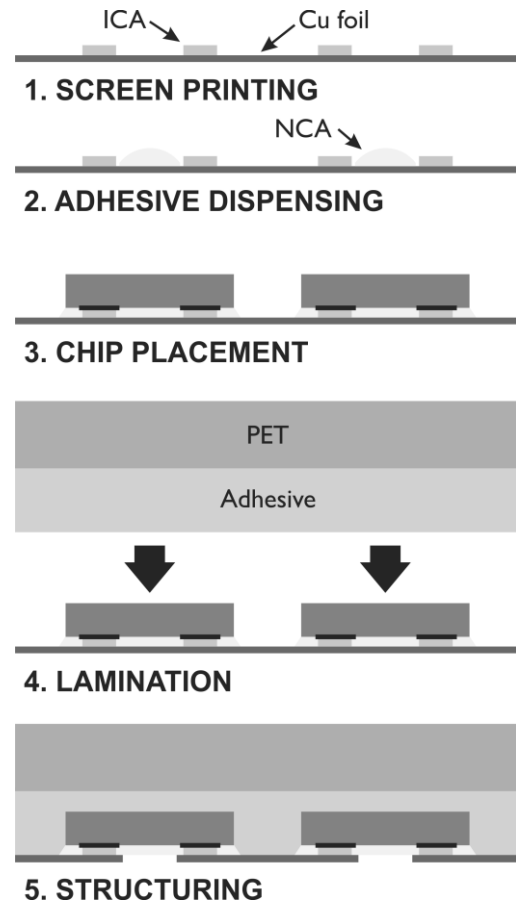 ICA Cu foil
1. SCREEN PRINTING
NCA
2. ADHESIVE DISPENSING
3. CHIP PLACEMENT
PET
Adhesive
4. LAMINATION
5. STRUCTURING